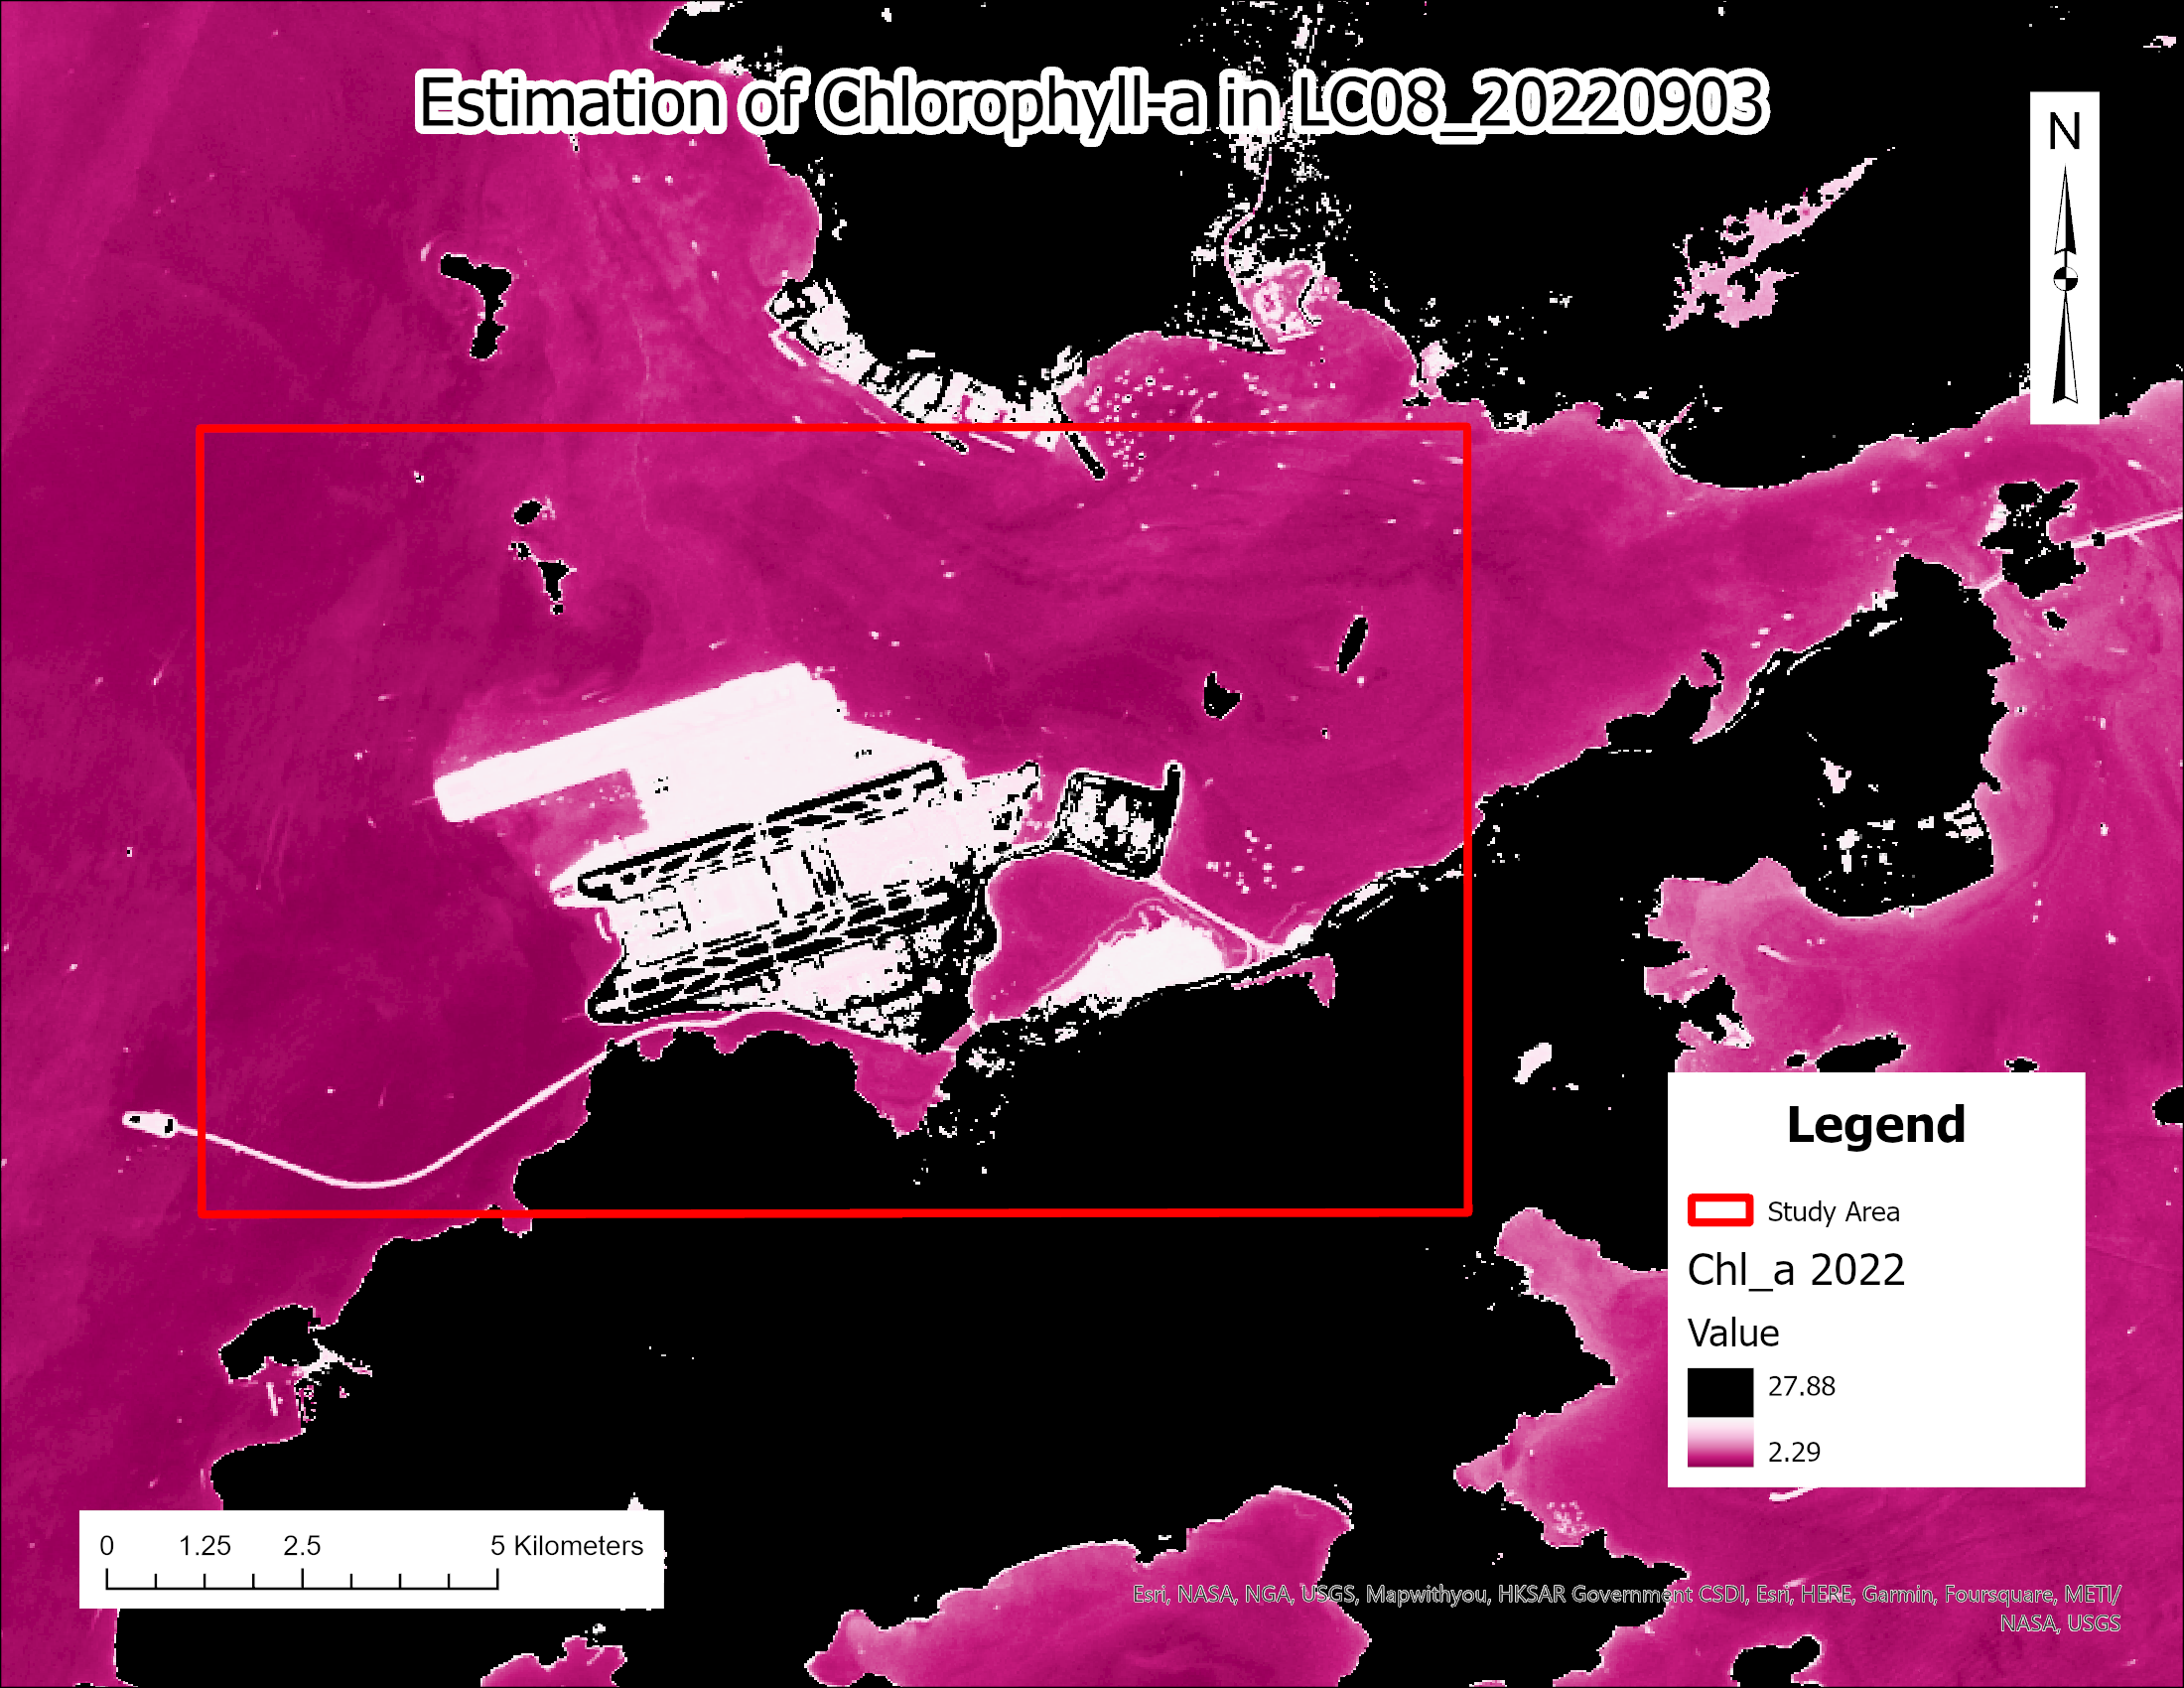 Estimation of Chlorophyll-a in LC08_20220903
N
Legend
Study Area
Chl_a 2022
Value
27.88
2.29
0 1.25 2.5 5 Kilometers
Esri, NASA, NGA, USGS, Mapwithyou, HKSAR Government CSDI, Esri, HERE, Garmin, Foursquare, METI/
NASA, USGS